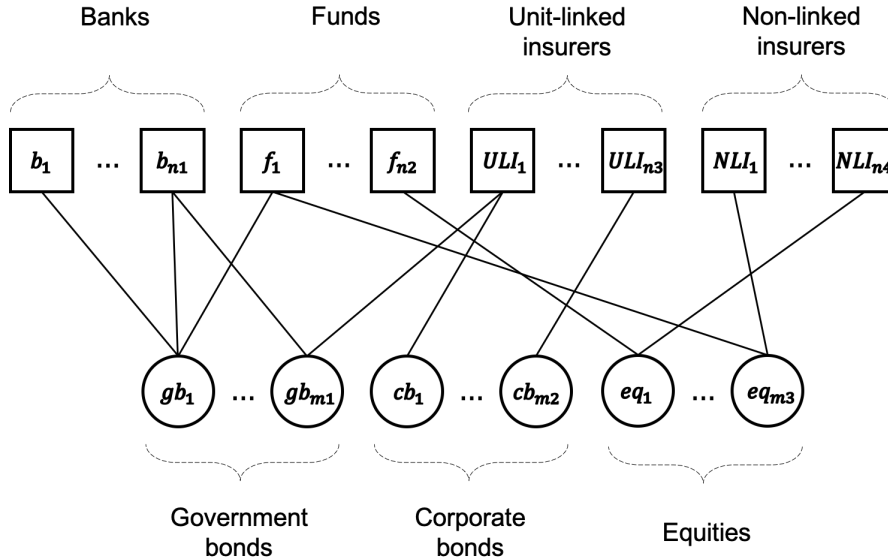 Banks Funds Unit-linked insurers Non-linked insurers
b₁ ... bₙ₁ f₁ ... fₙ₂ ULI₁ ... ULIₙ₃ NLI₁ ... NLIₙ₄
gb₁ ... gbₘ₁ cb₁ ... cbₘ₂ eq₁ ... eqₘ₃
Government bonds Corporate bonds Equities